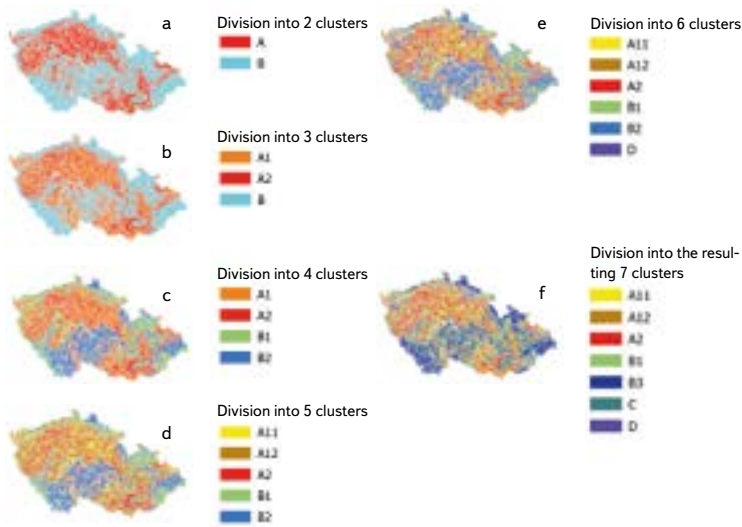 a
Division into 2 clusters
A
B
b
Division into 3 clusters
A1
A2
B
c
Division into 4 clusters
A1
A2
B1
B2
d
Division into 5 clusters
A11
A12
A2
B1
B2
e
Division into 6 clusters
A11
A12
A2
B1
B2
D
f
Division into the resul-
ting 7 clusters
A11
A12
A2
B1
B3
C
D